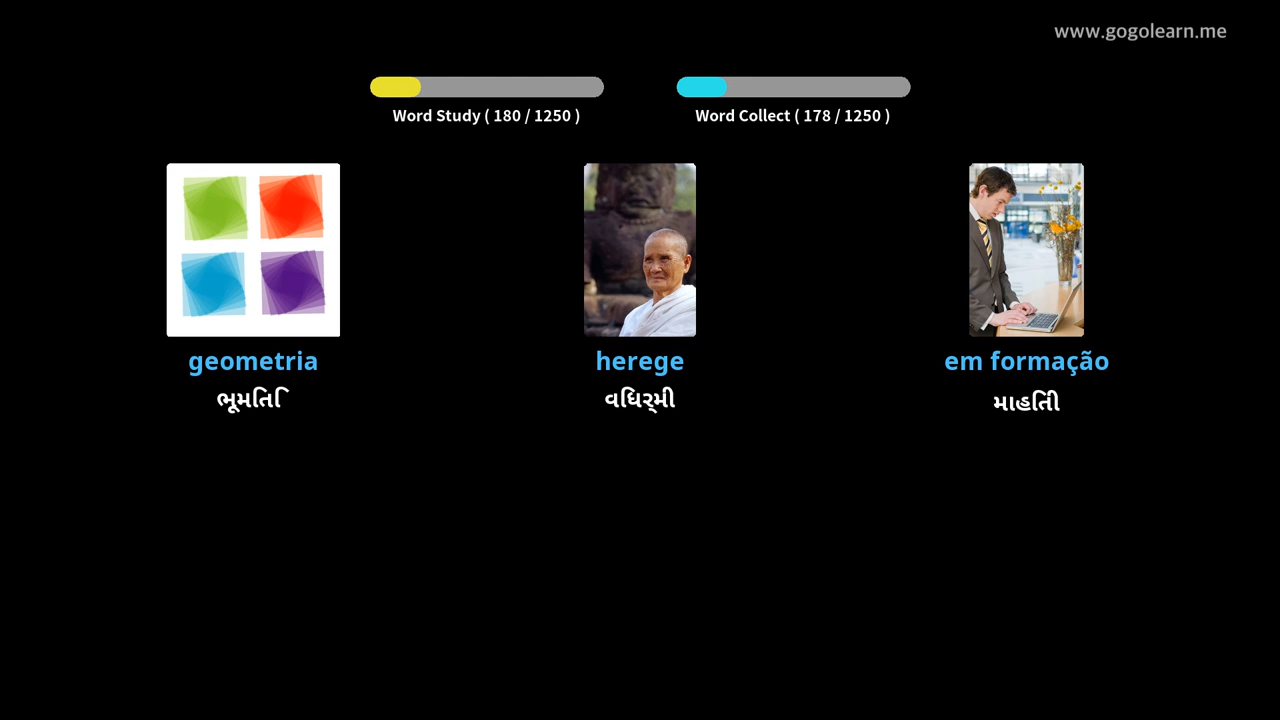 www.gogolearn.me
Word Study ( 180 / 1250 )
Word Collect ( 178 / 1250 )
geometria
herege
em formação
ભૂમતિિ
વધિર્‌મી
માહતિી